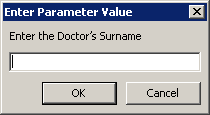 Enter Parameter Value
Enter the Doctor's Surname
OK
Cancel